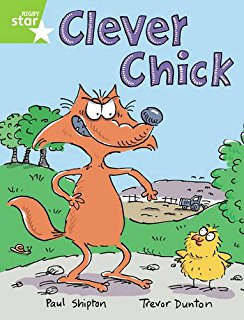 RIGBY
star
Clever
Chick
Paul Shipton Trevor Dunton